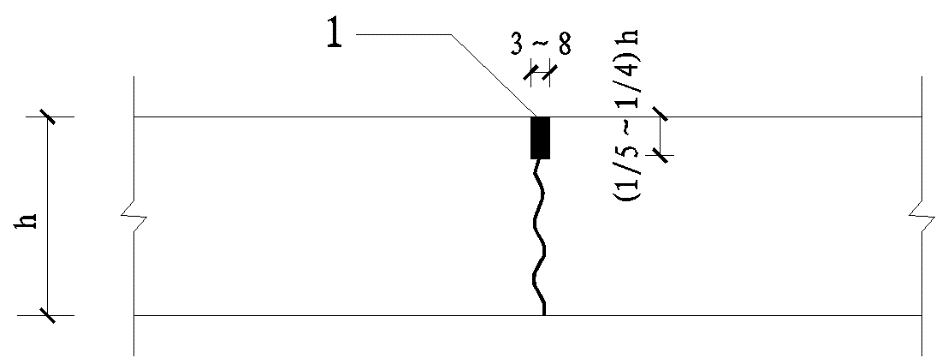 1
3 ~ 8
(1/5 ~ 1/4) h
h